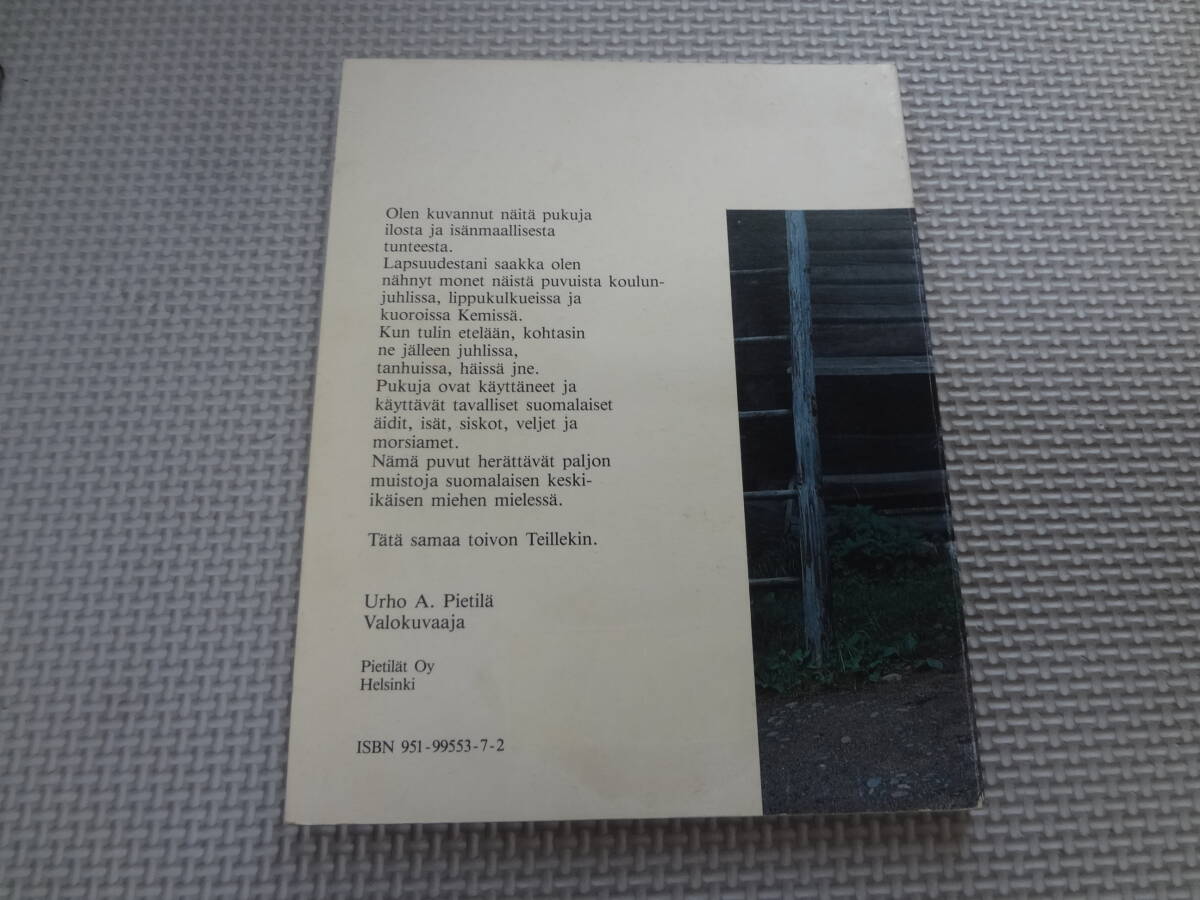 Olen kuvannut näitä pukuja
ilosta ja isänmaallisesta
tunteesta.
Lapsuudestani saakka olen
nähnyt monet näistä puvuista koulun-
juhlissa, lippukulkueissa ja
kuoroissa Kemissä.
Kun tulin etelään, kohtasin
ne jälleen juhlissa,
tanhuissa, häissä jne.
Pukuja ovat käyttäneet ja
käyttävät tavalliset suomalaiset
äidit, isät, siskot, veljet ja
morsiamet.
Nämä puvut herättävät paljon
muistoja suomalaisen keski-
ikäisen miehen mielessä.
Tätä samaa toivon Teillekin.
Urho A. Pietilä
Valokuvaaja
Pietilät Oy
Helsinki
ISBN 951-99553-7-2